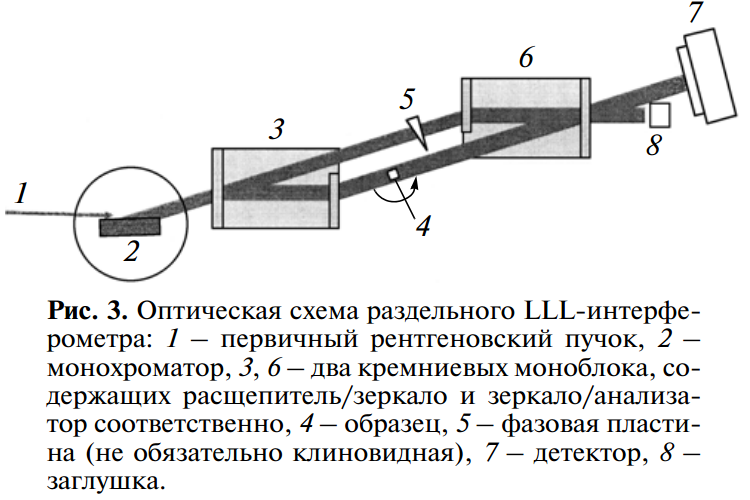 7
6
5
3
8
1
4
2
Рис. 3. Оптическая схема раздельного LLL-интерфе-
рометра: 1 – первичный рентгеновский пучок, 2 –
монохроматор, 3, 6 – два кремниевых моноблока, со-
держащих расщепитель/зеркало и зеркало/анализа-
тор соответственно, 4 – образец, 5 – фазовая пласти-
на (не обязательно клиновидная), 7 – детектор, 8 –
заглушка.